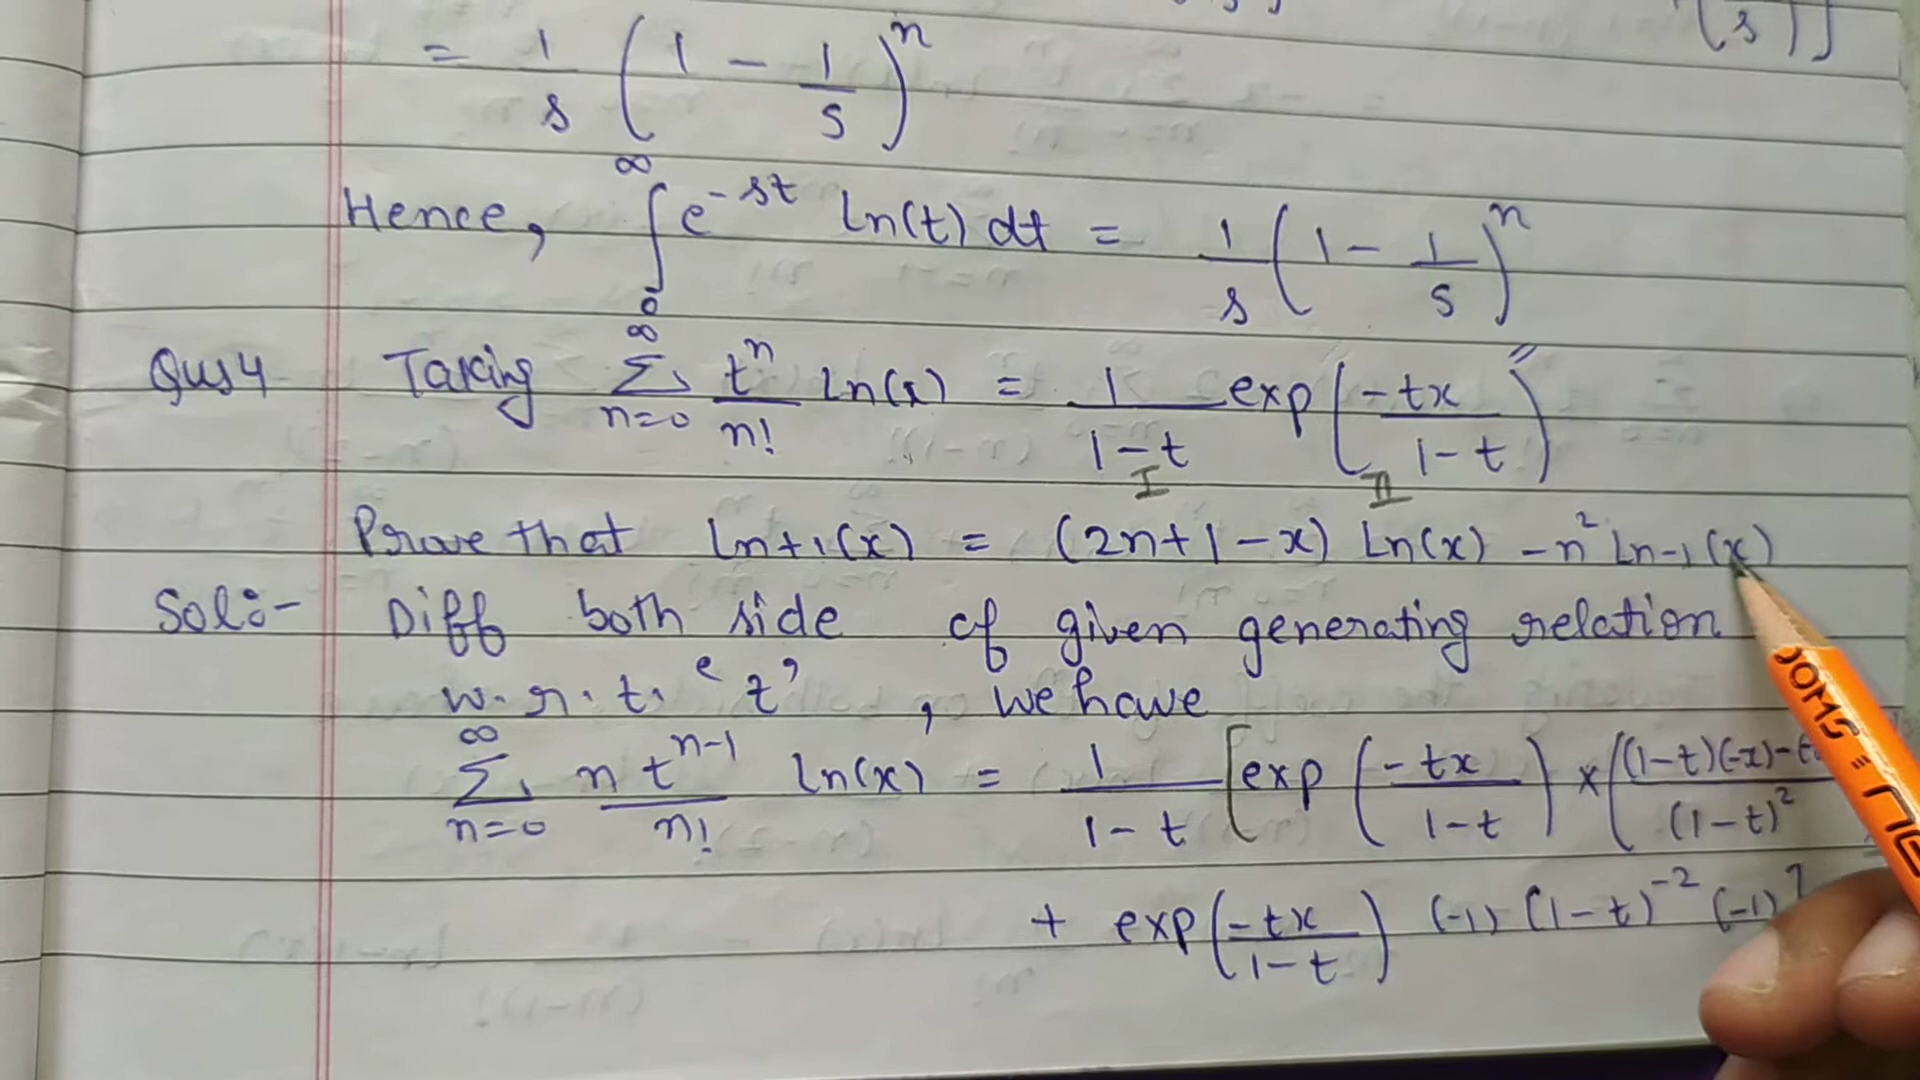 = 1/s (1 - 1/s)^n
Hence, ∫_0^∞ e^{-st} Ln(t) dt = 1/s (1 - 1/s)^n
Qus4 Taking ∑_{n=0}^∞ t^n/n! Ln(x) = 1/(1-t) exp(-tx/(1-t))
I II
Prove that Ln+1(x) = (2n+1-x) Ln(x) - n^2 Ln-1(x)
Sol:- Diff both side of given generating relation
w.r.t. 't', we have
∑_{n=0}^∞ n t^{n-1}/n! Ln(x) = 1/(1-t) [exp(-tx/(1-t)) × ((1-t)(-x)-(/(1-t)^2
+ exp(-tx/(1-t)) (-1) (1-t)^{-2} (-1)]